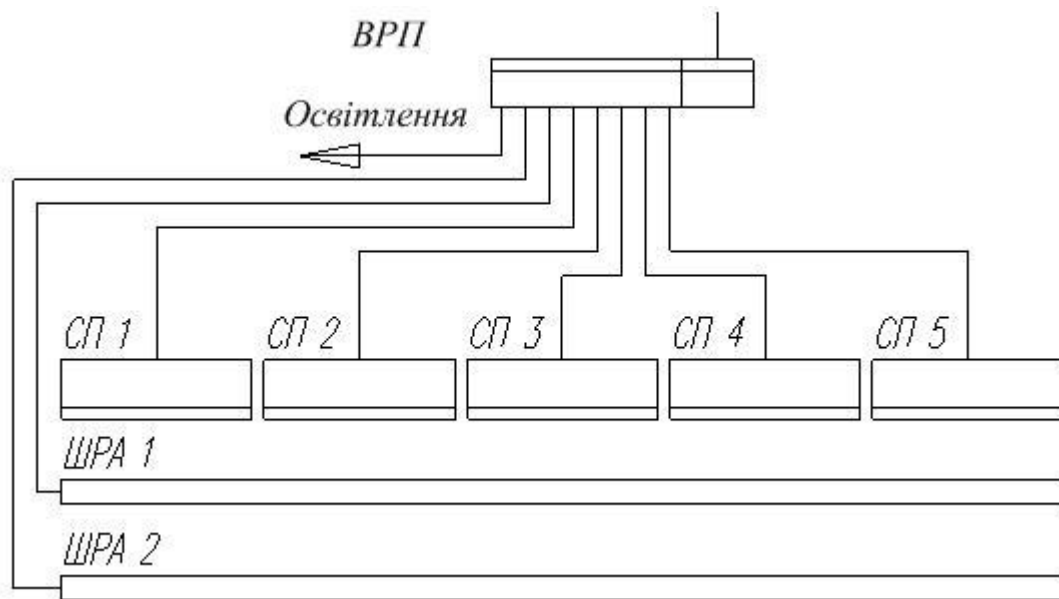 ВРП
Освітлення
СП 1
СП 2
СП 3
СП 4
СП 5
ШРА 1
ШРА 2